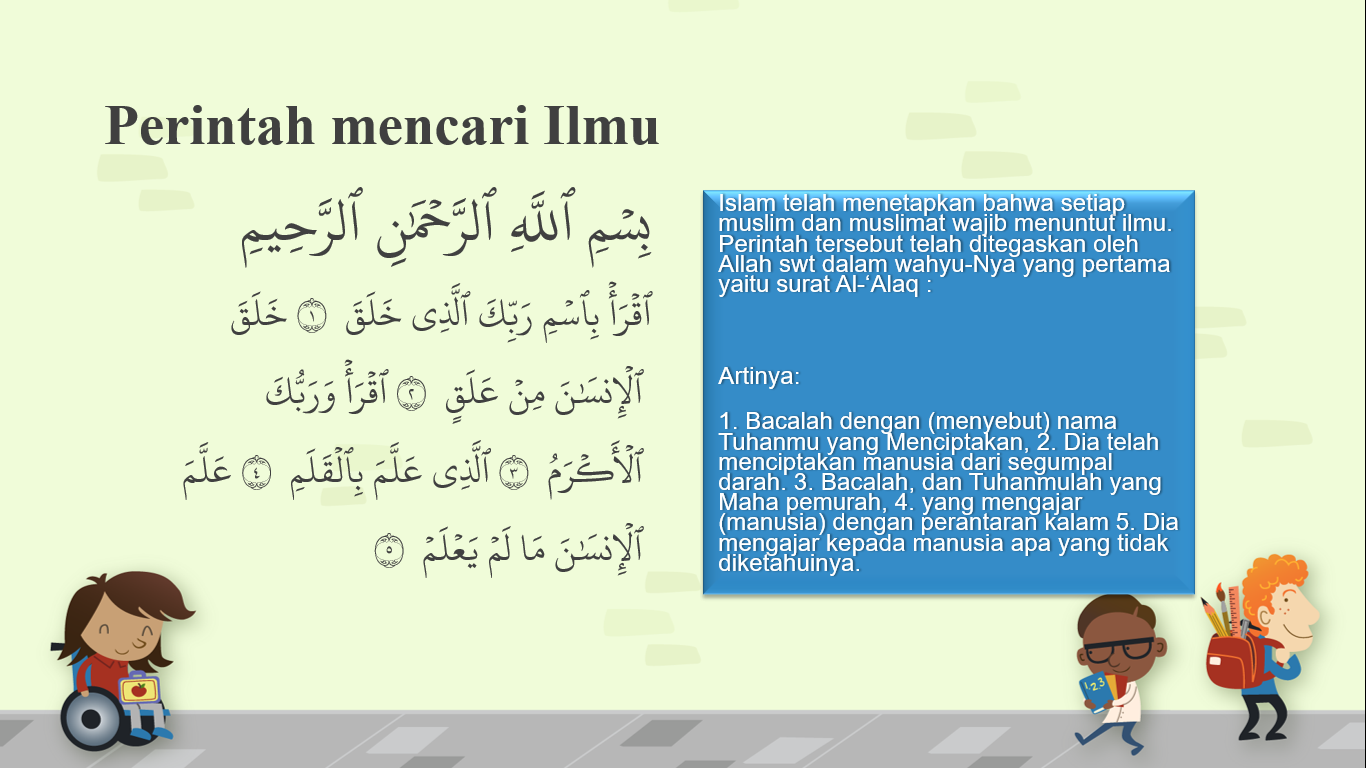 Perintah mencari Ilmu
بِسْمِ ٱللَّهِ ٱلرَّحْمَٰنِ ٱلرَّحِيمِ
ٱقْرَأْ بِٱسْمِ رَبِّكَ ٱلَّذِى خَلَقَ ١ خَلَقَ
ٱلْإِنسَٰنَ مِنْ عَلَقٍ ٢ ٱقْرَأْ وَرَبُّكَ
ٱلْأَكْرَمُ ٣ ٱلَّذِى عَلَّمَ بِٱلْقَلَمِ ٤ عَلَّمَ
ٱلْإِنسَٰنَ مَا لَمْ يَعْلَمْ ٥
Islam telah menetapkan bahwa setiap
muslim dan muslimat wajib menuntut ilmu.
Perintah tersebut telah ditegaskan oleh
Allah swt dalam wahyu-Nya yang pertama
yaitu surat Al-‘Alaq :
Artinya:
1. Bacalah dengan (menyebut) nama
Tuhanmu yang Menciptakan, 2. Dia telah
menciptakan manusia dari segumpal
darah. 3. Bacalah, dan Tuhanmulah yang
Maha pemurah, 4. yang mengajar
(manusia) dengan perantaran kalam 5. Dia
mengajar kepada manusia apa yang tidak
diketahuinya.
1 2 3